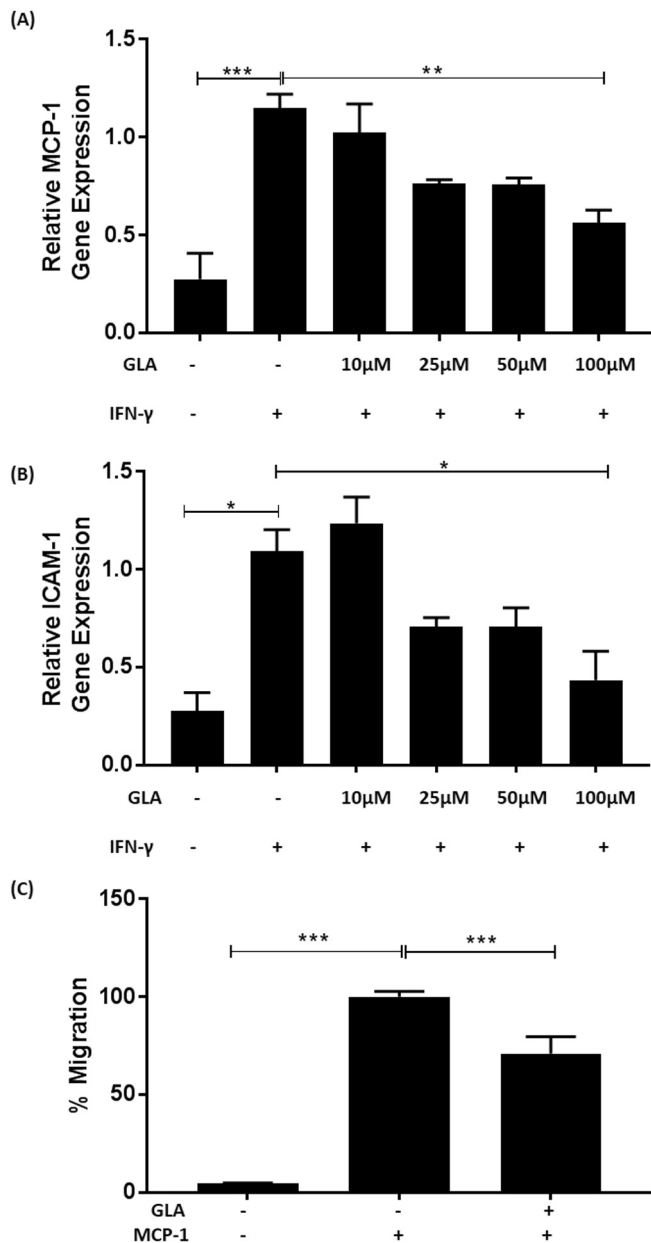 (A)
Relative MCP-1
Gene Expression
1.5
1.0
0.5
0.0
*** **
GLA - - 10μM 25μM 50μM 100μM
IFN-γ - + + + + +
(B)
Relative ICAM-1
Gene Expression
1.5
1.0
0.5
0.0
*
*
GLA - - 10μM 25μM 50μM 100μM
IFN-γ - + + + + +
(C)
% Migration
150
100
50
0
*** ***
GLA - - +
MCP-1 - + +